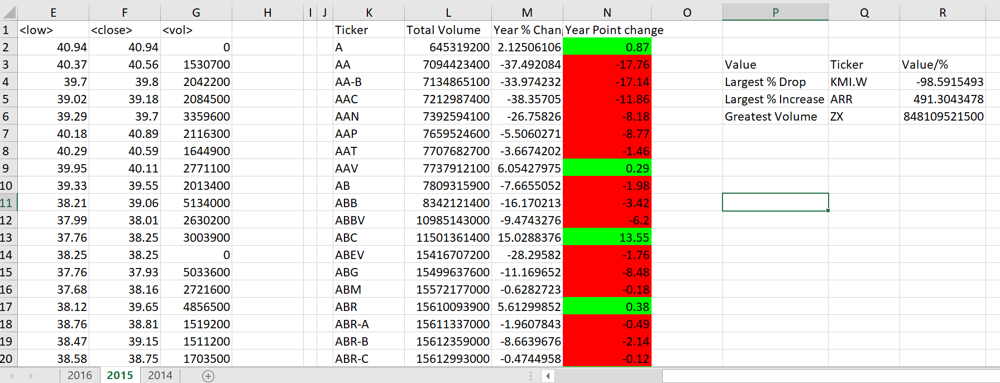 E F G H I J K L M N O P Q R
1 <low> <close> <vol> Ticker Total Volume Year % Chan Year Point change
2 40.94 40.94 0 A 645319200 2.12506106 0.87
3 40.37 40.56 1530700 AA 7094423400 -37.492084 -17.76 Value Ticker Value/%
4 39.7 39.8 2042200 AA-B 7134865100 -33.974232 -17.14 Largest % Drop KMI.W -98.5915493
5 39.02 39.18 2084500 AAC 7212987400 -38.35705 -11.86 Largest % Increase ARR 491.3043478
6 39.29 39.7 3359600 AAN 7392594100 -26.75826 -8.18 Greatest Volume ZX 848109521500
7 40.18 40.89 2116300 AAP 7659524600 -5.5060271 -8.77
8 40.29 40.59 1644900 AAT 7707682700 -3.6674202 -1.46
9 39.95 40.11 2771100 AAV 7737912100 6.05427975 0.29
10 39.33 39.55 2013400 AB 7809315900 -7.6655052 -1.98
11 38.21 39.06 5134000 ABB 8342121400 -16.170213 -3.42
12 37.99 38.01 2630200 ABBV 10985143000 -9.4743276 -6.2
13 37.76 38.25 3003900 ABC 11501361400 15.0288376 13.55
14 38.25 38.25 0 ABEV 15416707200 -28.29582 -1.76
15 37.76 37.93 5033600 ABG 15499637600 -11.169652 -8.48
16 37.68 38.16 2721600 ABM 15572177000 -0.6282723 -0.18
17 38.12 39.65 4856500 ABR 15610093900 5.61299852 0.38
18 38.76 38.81 1519200 ABR-A 15611337000 -1.9607843 -0.49
19 38.47 39.15 1511200 ABR-B 15612359000 -8.6639676 -2.14
20 38.58 38.75 1703500 ABR-C 15612993000 -0.4744958 -0.12
2016 2015 2014